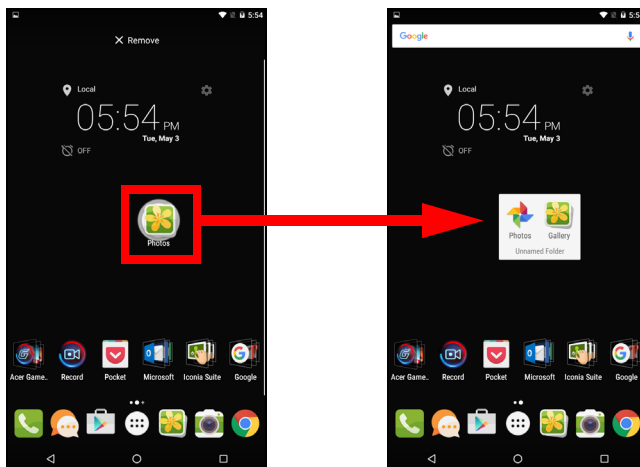 5:54
Remove
Local
05:54 PM
Tue, May 3
OFF
Photos
Acer Game.. Record Pocket Microsoft Iconia Suite Google
Google
Local
05:54 PM
Tue, May 3
OFF
Photos Gallery
Unnamed Folder
Acer Game.. Record Pocket Microsoft Iconia Suite Google